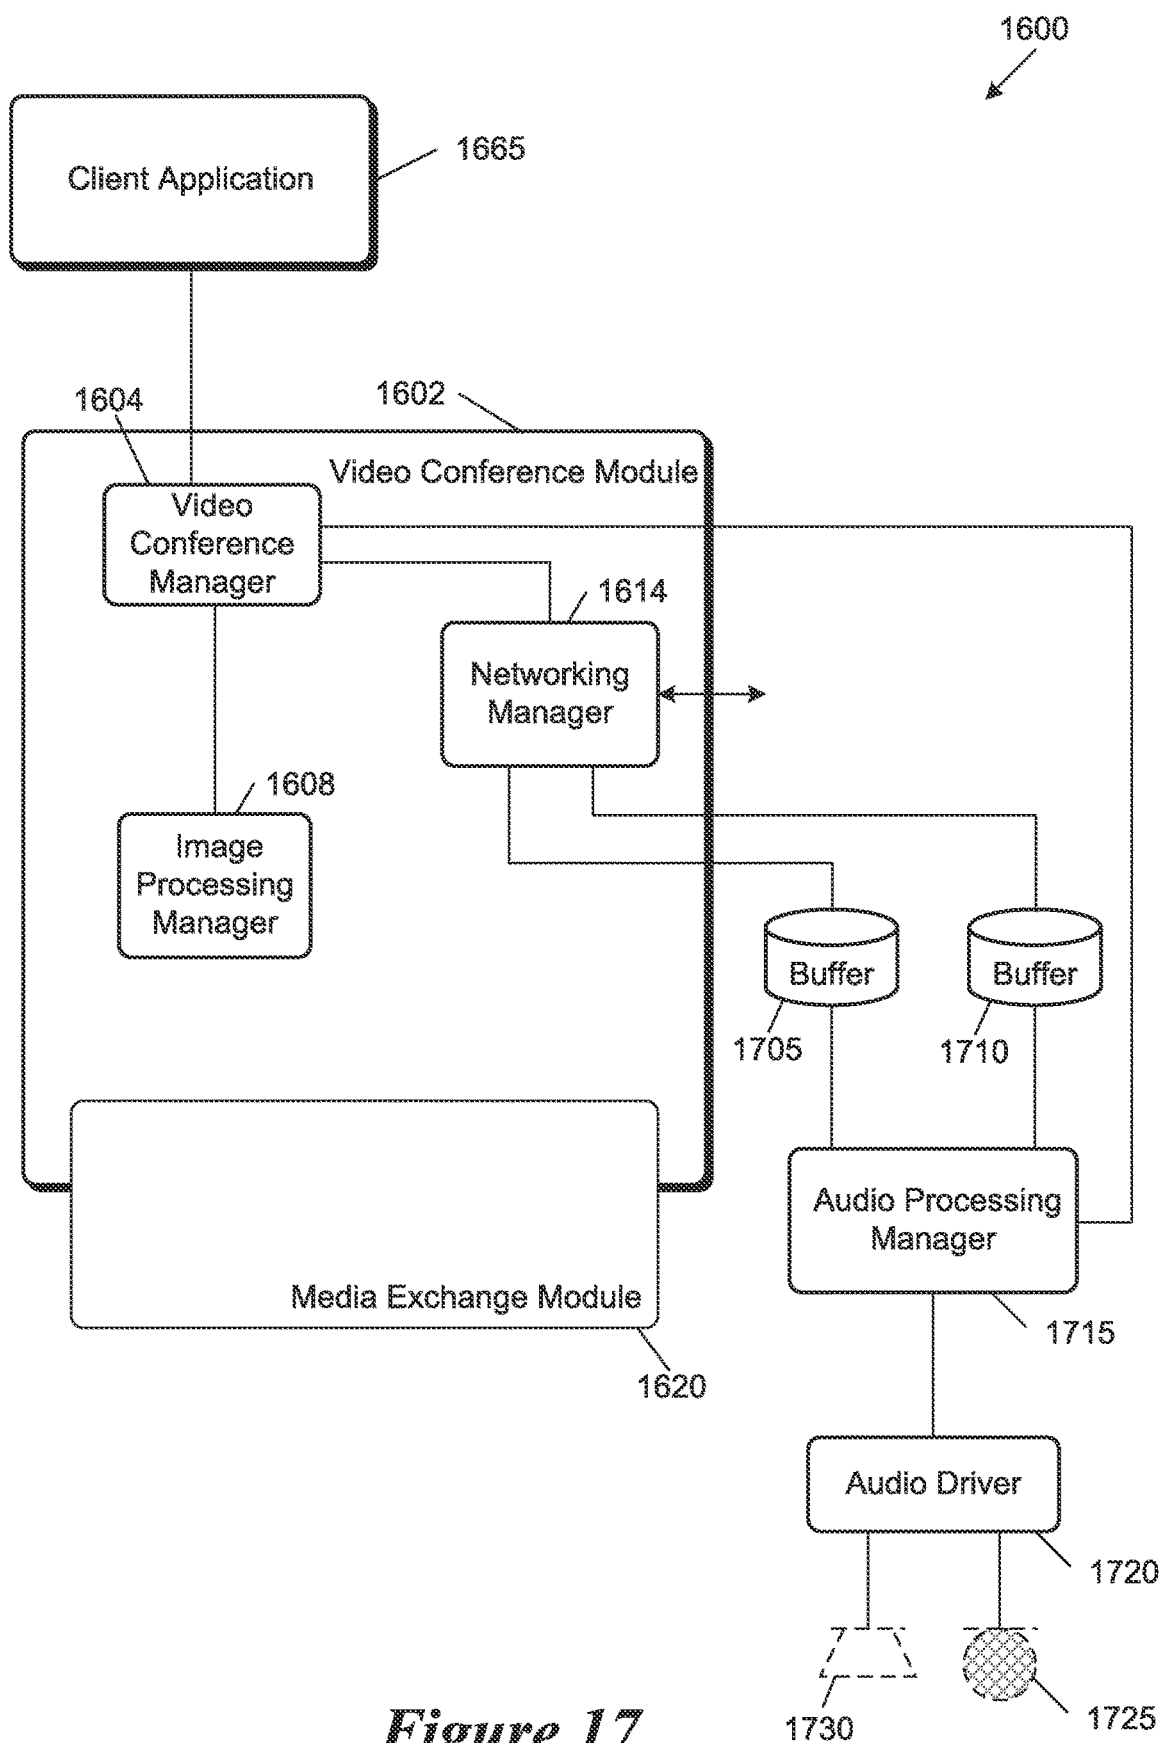 1600
Client Application
1665
1604
1602
Video Conference Module
Video
Conference
Manager
1614
Networking
Manager
1608
Image
Processing
Manager
Buffer
Buffer
1705
1710
Audio Processing
Manager
Media Exchange Module
1715
1620
Audio Driver
1720
1730
1725
Figure 17